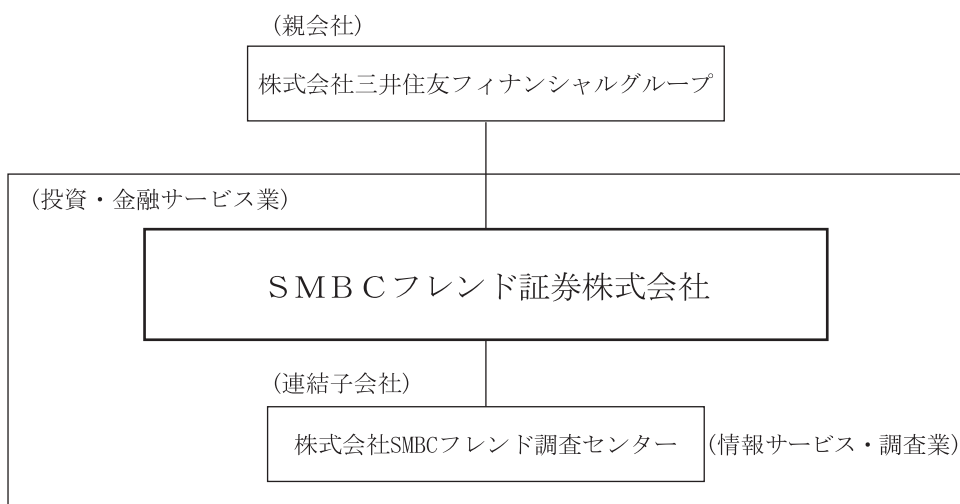 (親会社)
株式会社三井住友フィナンシャルグループ
(投資・金融サービス業)
ＳＭＢＣフレンド証券株式会社
(連結子会社)
株式会社SMBCフレンド調査センター (情報サービス・調査業)